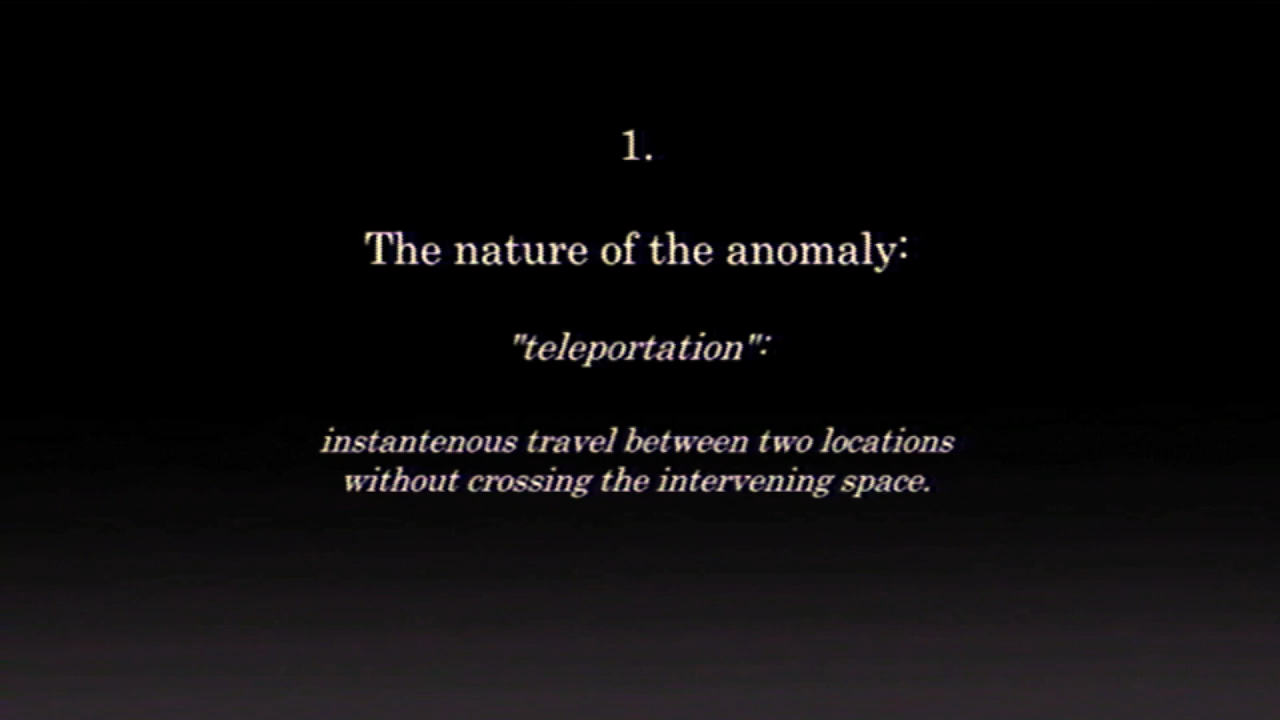 1.
The nature of the anomaly:
"teleportation":
instantenous travel between two locations
without crossing the intervening space.